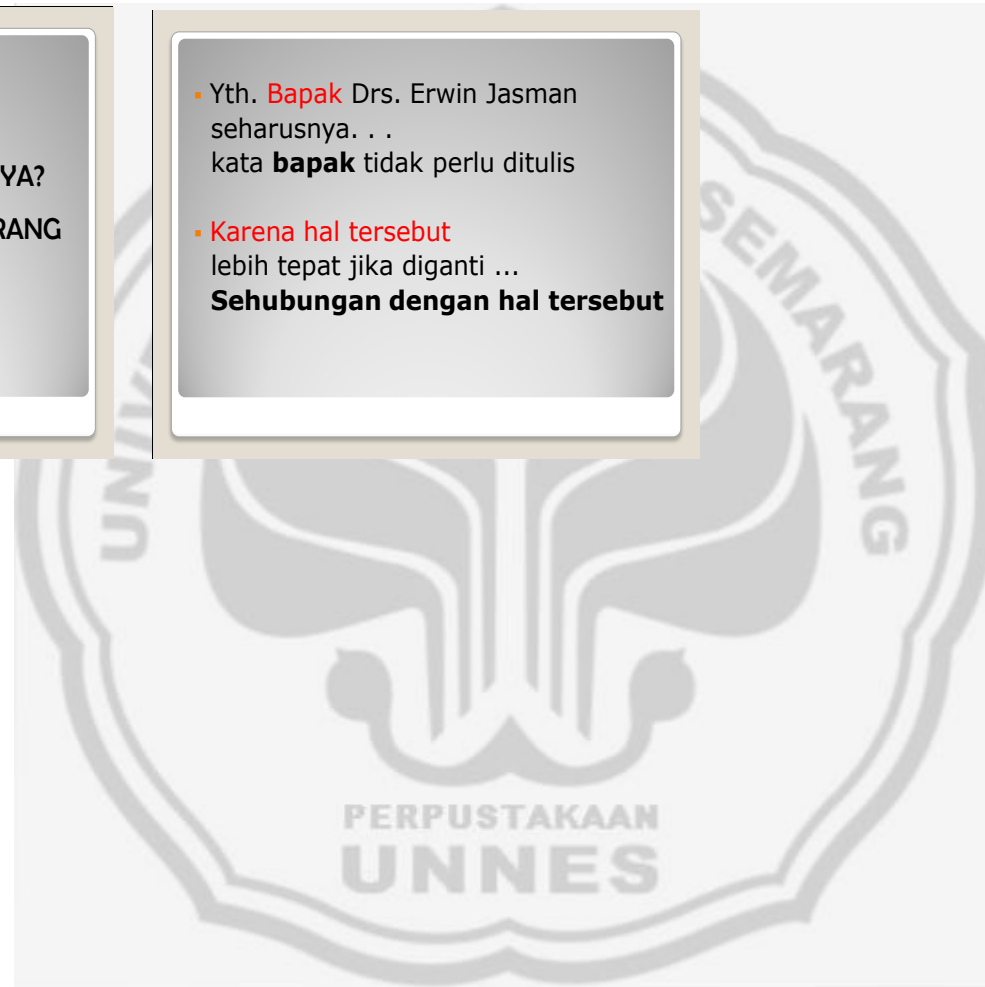 YA?
RANG
Yth. Bapak Drs. Erwin Jasman
seharusnya. . .
kata bapak tidak perlu ditulis
Karena hal tersebut
lebih tepat jika diganti ...
Sehubungan dengan hal tersebut
UNIV
SEMARANG
PERPUSTAKAAN
UNNES